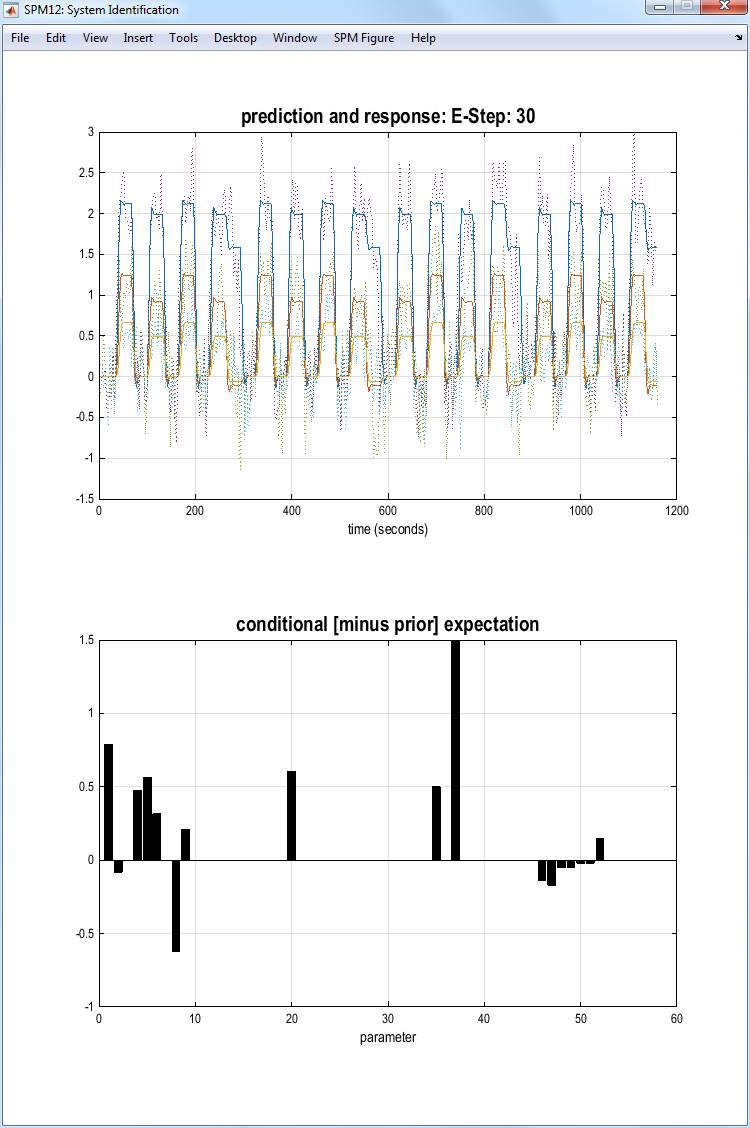 SPM12: System Identification
File Edit View Insert Tools Desktop Window SPM Figure Help
prediction and response: E-Step: 30
3
2.5
2
1.5
1
0.5
0
-0.5
-1
-1.5
0 200 400 600 800 1000 1200
time (seconds)
conditional [minus prior] expectation
1.5
1
0.5
0
-0.5
-1
0 10 20 30 40 50 60
parameter